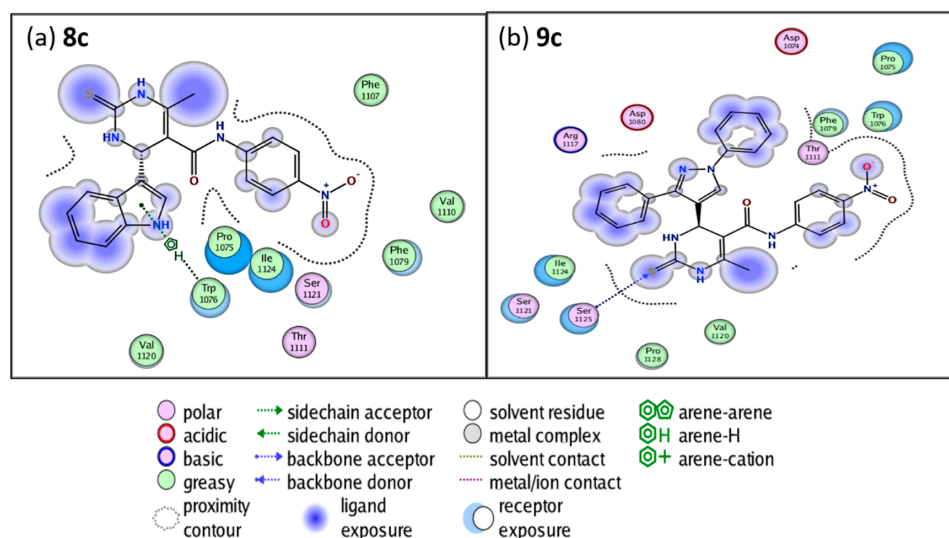 (a) 8c
S
H
N
HN
H
N
O
N
+
O
-
O
NH
H
Phe
1107
Val
1110
Phe
1079
Pro
1075
Ile
1124
Ser
1121
Trp
1076
Thr
1111
Val
1120
(b) 9c
Asp
1074
Pro
1075
Asp
1080
Phe
1079
Trp
1076
Arg
1117
Thr
1111
N
N
O
-
N
+
O
O
N
H
H
N
S
N
H
Ile
1124
Ser
1121
Ser
1125
Val
1120
Pro
1128
polar
acidic
basic
greasy
proximity
contour
sidechain acceptor
sidechain donor
backbone acceptor
backbone donor
ligand
exposure
solvent residue
metal complex
solvent contact
metal/ion contact
receptor
exposure
arene-arene
H arene-H
+ arene-cation